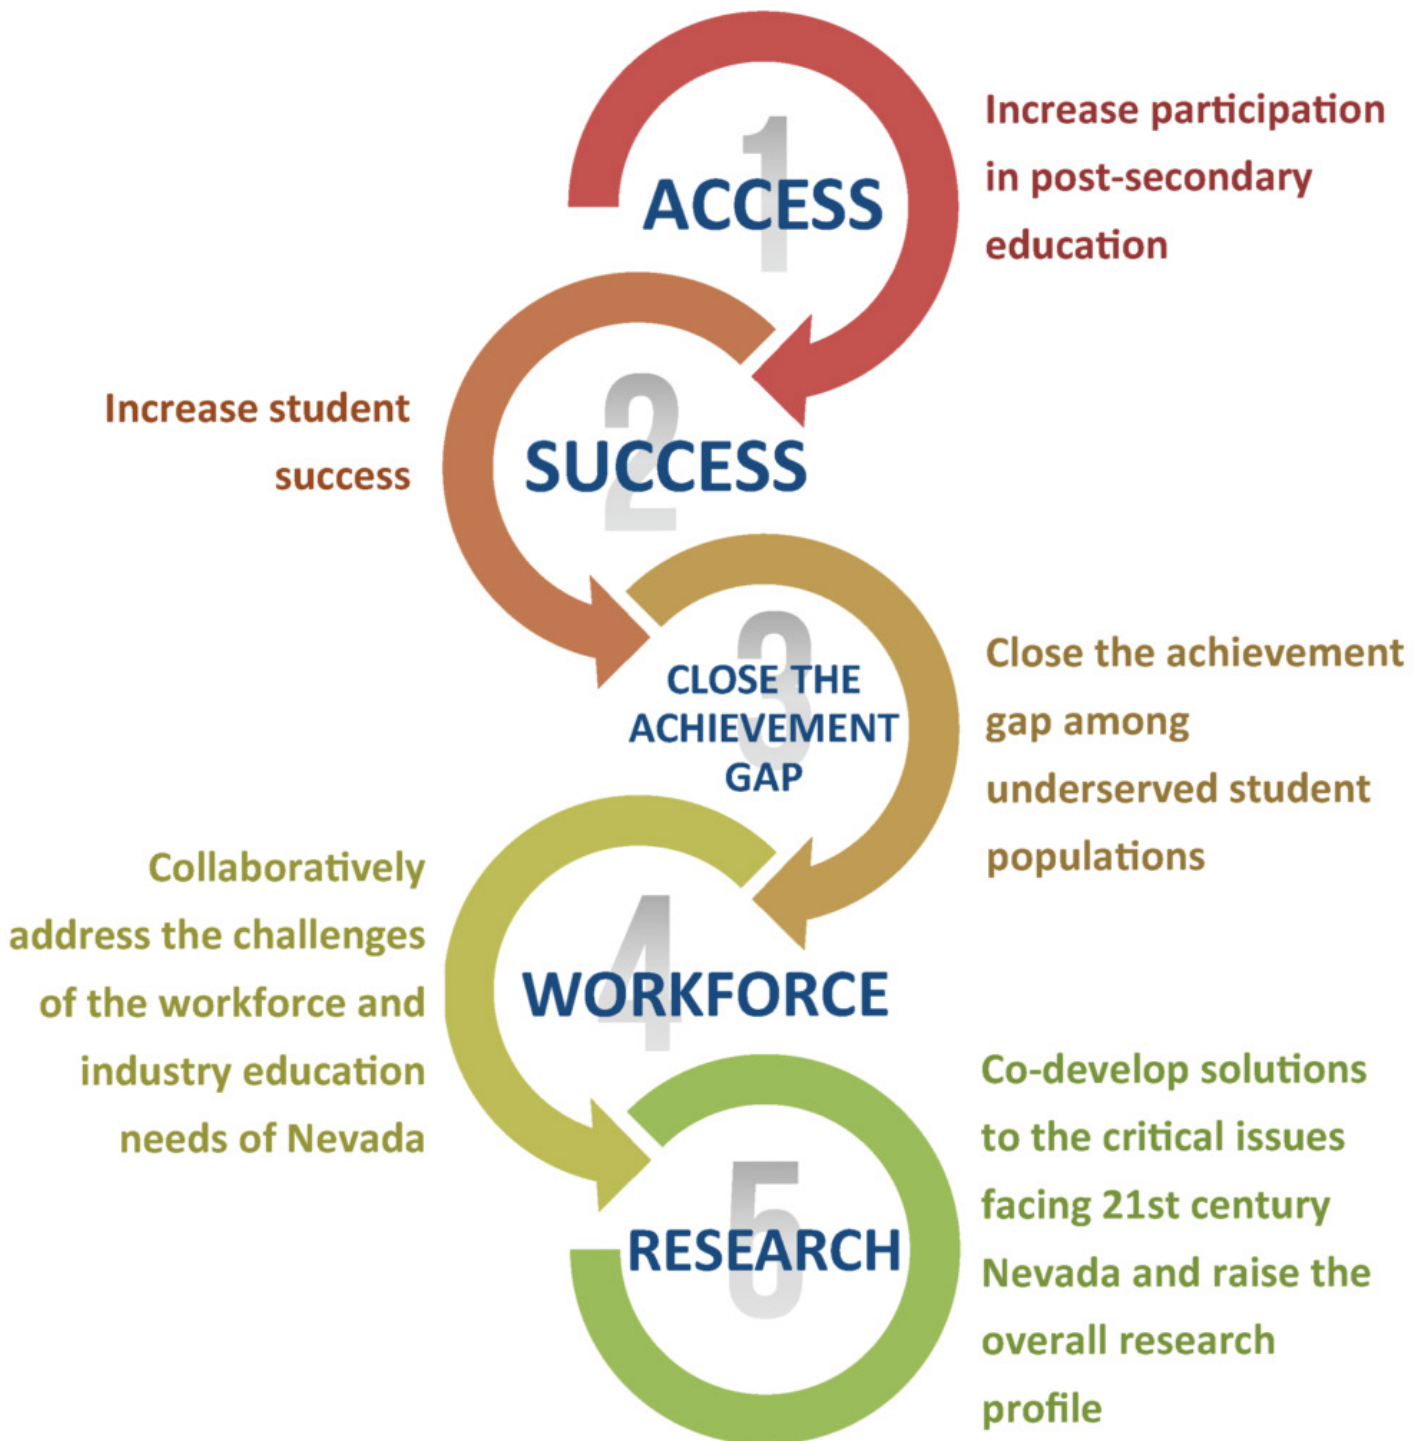 1
ACCESS
Increase participation
in post-secondary
education
2
SUCCESS
Increase student
success
3
CLOSE THE
ACHIEVEMENT
GAP
Close the achievement
gap among
underserved student
populations
4
WORKFORCE
Collaboratively
address the challenges
of the workforce and
industry education
needs of Nevada
5
RESEARCH
Co-develop solutions
to the critical issues
facing 21st century
Nevada and raise the
overall research
profile